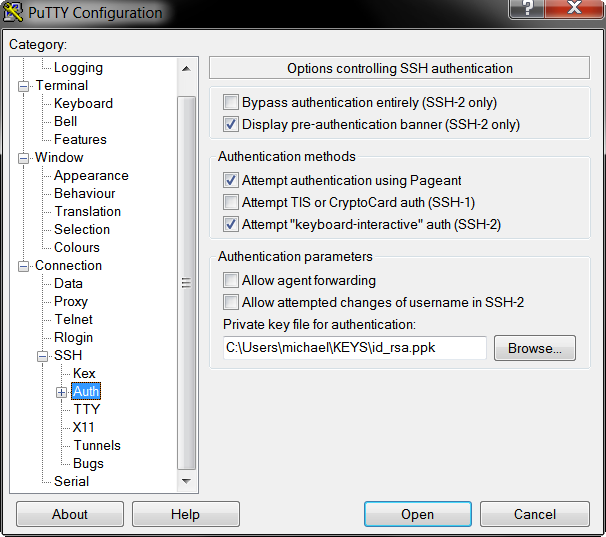 PuTTY Configuration
Category:
Logging
Terminal
Keyboard
Bell
Features
Window
Appearance
Behaviour
Translation
Selection
Colours
Connection
Data
Proxy
Telnet
Rlogin
SSH
Kex
Auth
TTY
X11
Tunnels
Bugs
Serial
Options controlling SSH authentication
Bypass authentication entirely (SSH-2 only)
Display pre-authentication banner (SSH-2 only)
Authentication methods
Attempt authentication using Pageant
Attempt TIS or CryptoCard auth (SSH-1)
Attempt "keyboard-interactive" auth (SSH-2)
Authentication parameters
Allow agent forwarding
Allow attempted changes of username in SSH-2
Private key file for authentication:
C:\Users\michael\KEYS\id_rsa.ppk
Browse...
About
Help
Open
Cancel